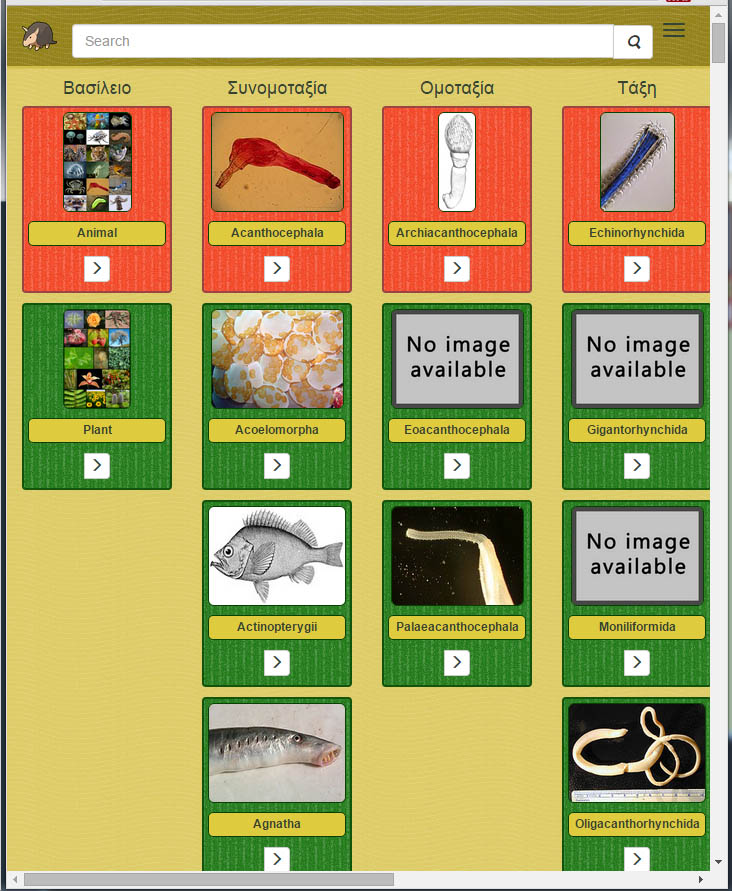 Search
Βασίλειο
Συνομοταξία
Ομοταξία
Τάξη
Animal
Acanthocephala
Archiacanthocephala
Echinorhynchida
No image
available
No image
available
Plant
Acoelomorpha
Eoacanthocephala
Gigantorhynchida
No image
available
Actinopterygii
Palaeacanthocephala
Moniliformida
Agnatha
Oligacanthorhynchida